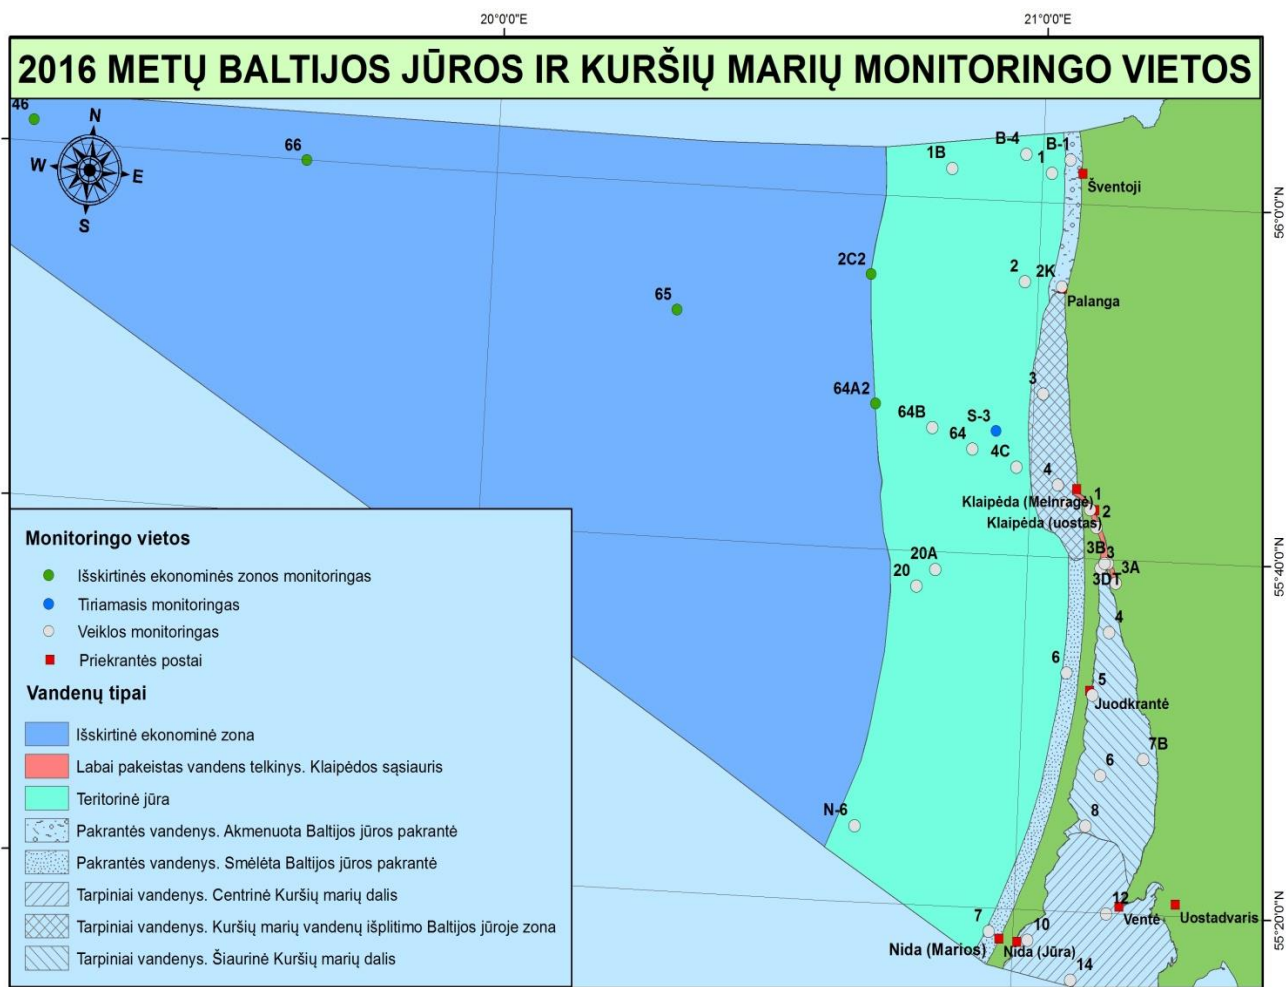 20°0'0"E
21°0'0"E
2016 METŲ BALTIJOS JŪROS IR KURŠIŲ MARIŲ MONITORINGO VIETOS
46
N
W
E
S
66
B-4
B-1
1B
1
Šventoji
56°0'0"N
2C2
2
2K
65
Palanga
64A2
3
64B
S-3
64
4C
4
Klaipėda (Melnragė)
1
Klaipėda (uostas)
2
3B
3
3A
3DT
55°40'0"N
20A
20
4
6
5
Juodkrantė
7B
6
N-6
8
12
Ventė
Uostadvaris
55°20'0"N
7
10
Nida (Marios)
Nida (Jūra)
14
Monitoringo vietos
Išskirtinės ekonominės zonos monitoringas
Tiriamasis monitoringas
Veiklos monitoringas
Priekrantės postai
Vandenų tipai
Išskirtinė ekonominė zona
Labai pakeistas vandens telkinys. Klaipėdos sąsiauris
Teritorinė jūra
Pakrantės vandenys. Akmenuota Baltijos jūros pakrantė
Pakrantės vandenys. Smėlėta Baltijos jūros pakrantė
Tarpiniai vandenys. Centrinė Kuršių marių dalis
Tarpiniai vandenys. Kuršių marių vandenų išplitimo Baltijos jūroje zona
Tarpiniai vandenys. Šiaurinė Kuršių marių dalis